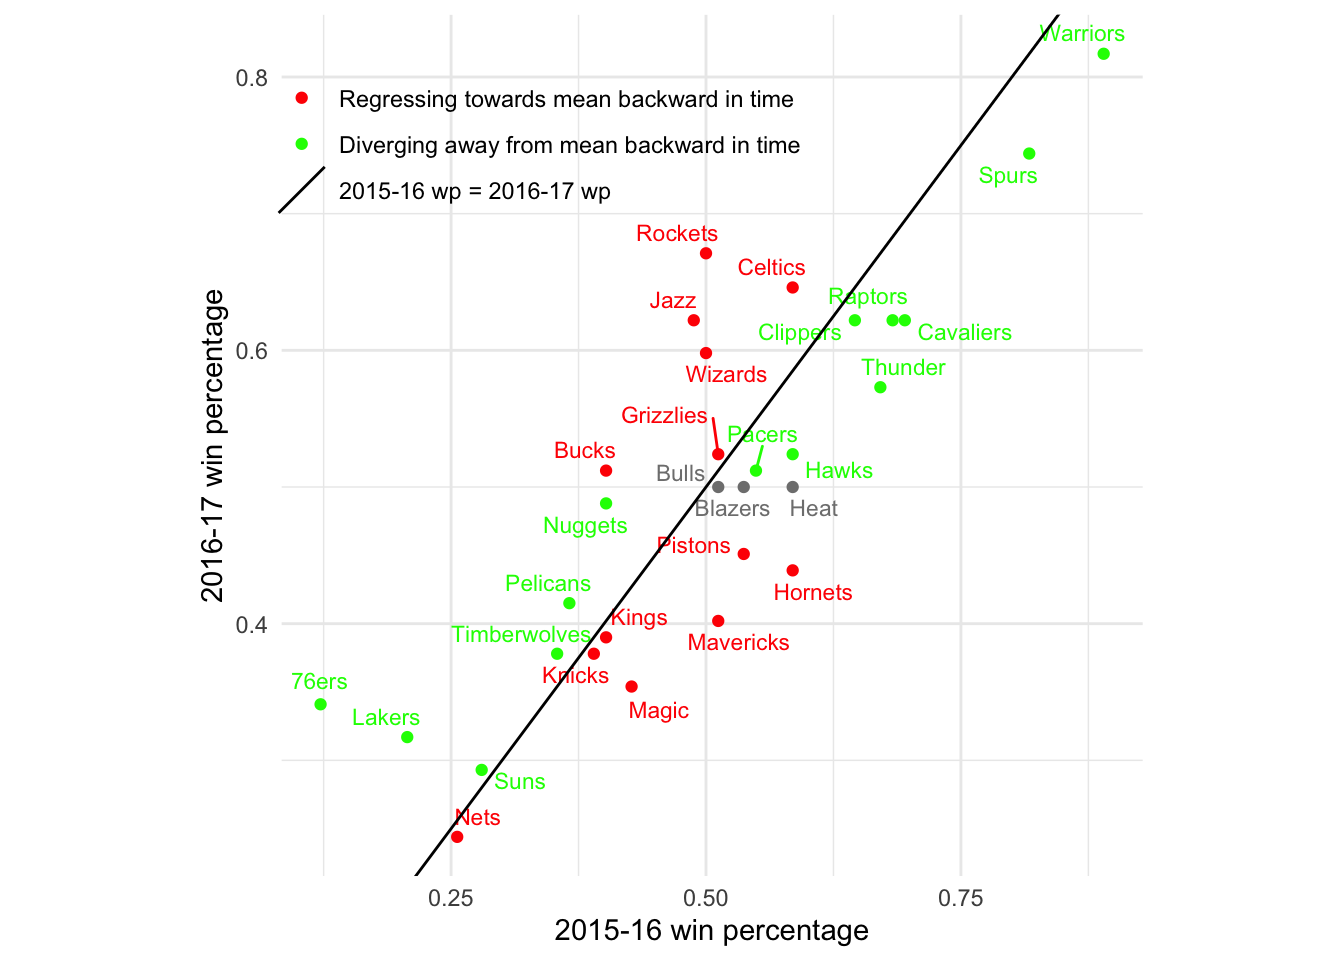 Warriors
0.8
Regressing towards mean backward in time
Diverging away from mean backward in time
Spurs
2015-16 wp = 2016-17 wp
Rockets
Celtics
Jazz
Raptors
Clippers
Cavaliers
0.6
Wizards
Thunder
Grizzlies
Pacers
Bucks
Bulls
Hawks
Blazers
Heat
Nuggets
Pistons
Pelicans
Hornets
Kings
0.4
Timberwolves
Mavericks
Knicks
76ers
Magic
Lakers
Suns
Nets
2016-17 win percentage
0.25
0.50
0.75
2015-16 win percentage